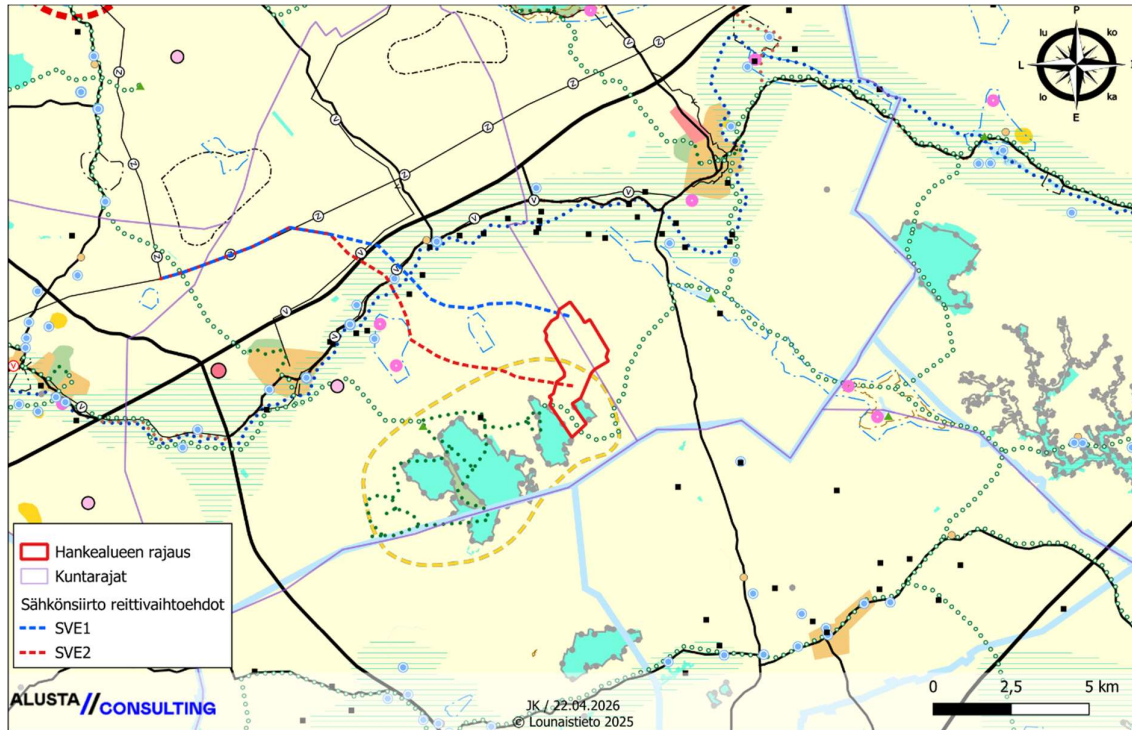 P
lu
ko
L
I
lo
ka
E
Z
Z
Z
Z
Z
Z
Z
Z
Z
V
V
V
V
V
V
V
V
V
V
Hankealueen rajaus
Kuntarajat
Sähkönsiirto reittivaihtoehdot
SVE1
SVE2
ALUSTA//CONSULTING
JK / 22.04.2026
© Lounaistieto 2025
0 2,5 5 km